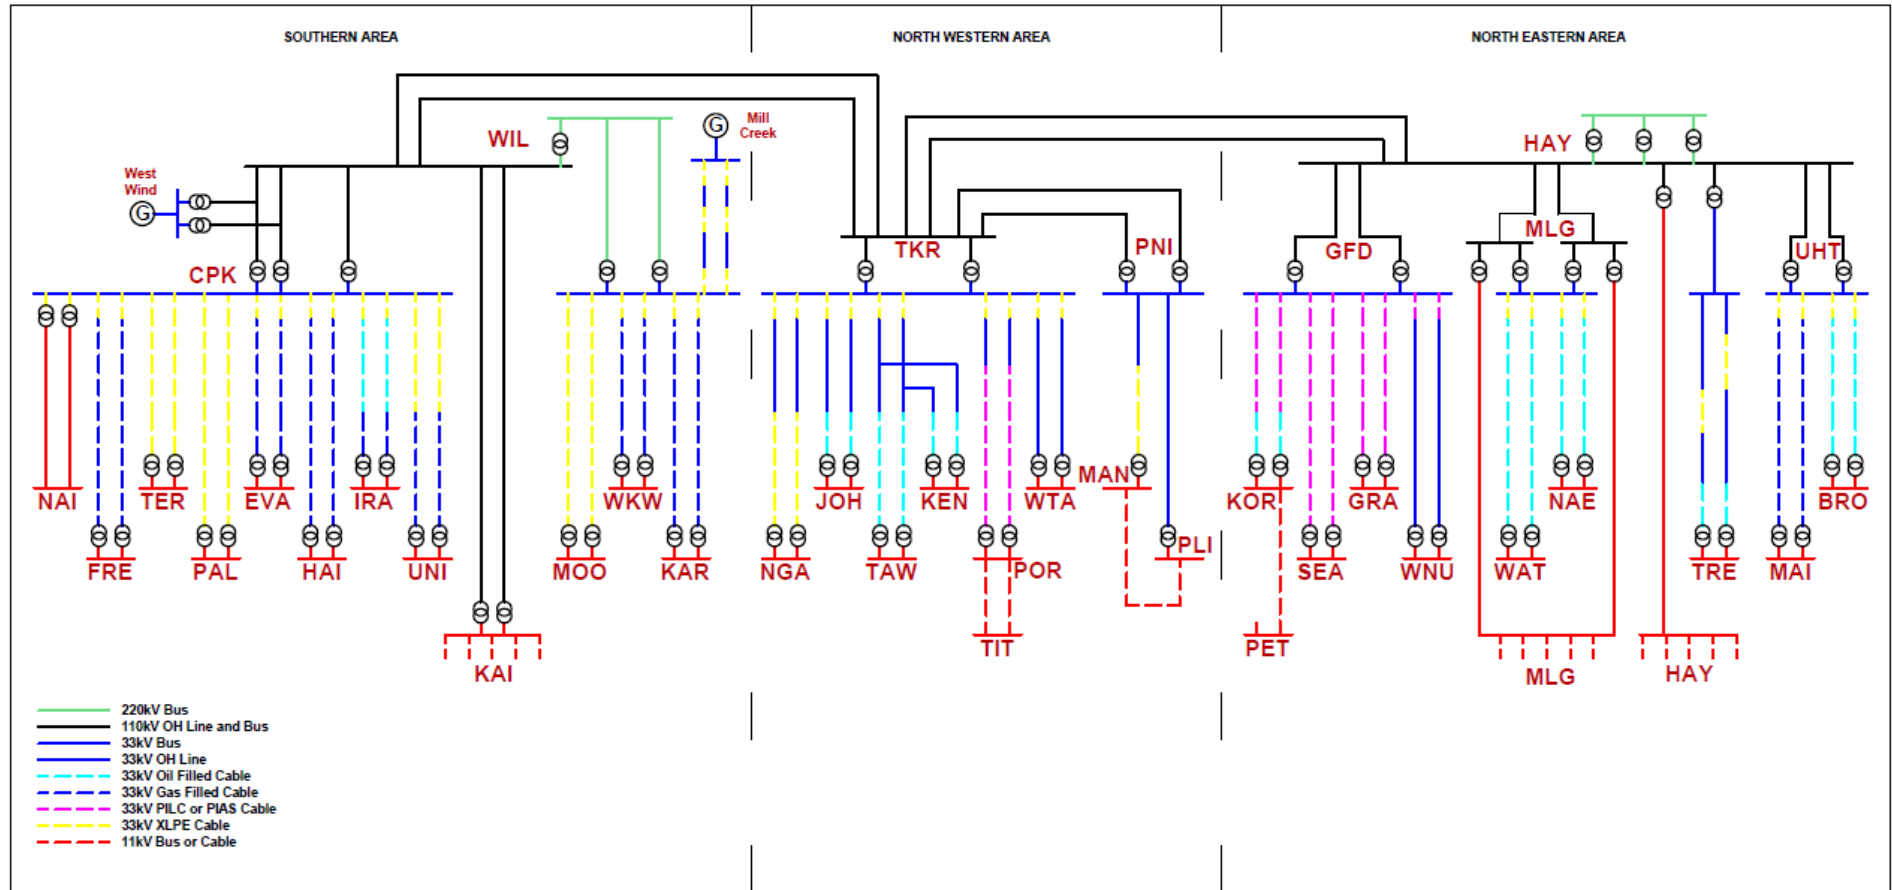 SOUTHERN AREA
NORTH WESTERN AREA
NORTH EASTERN AREA
WIL
G
Mill
Creek
HAY
West
Wind
G
TKR
PNI
GFD
MLG
UHT
CPK
NAI
TER
EVA
IRA
WKW
JOH
KEN
WTA
MAN
KOR
GRA
NAE
BRO
FRE
PAL
HAI
UNI
MOO
KAR
NGA
TAW
POR
PLI
SEA
WNU
WAT
TRE
MAI
KAI
TIT
PET
MLG
HAY
220kV Bus
110kV OH Line and Bus
33kV Bus
33kV OH Line
33kV Oil Filled Cable
33kV Gas Filled Cable
33kV PILC or PIAS Cable
33kV XLPE Cable
11kV Bus or Cable